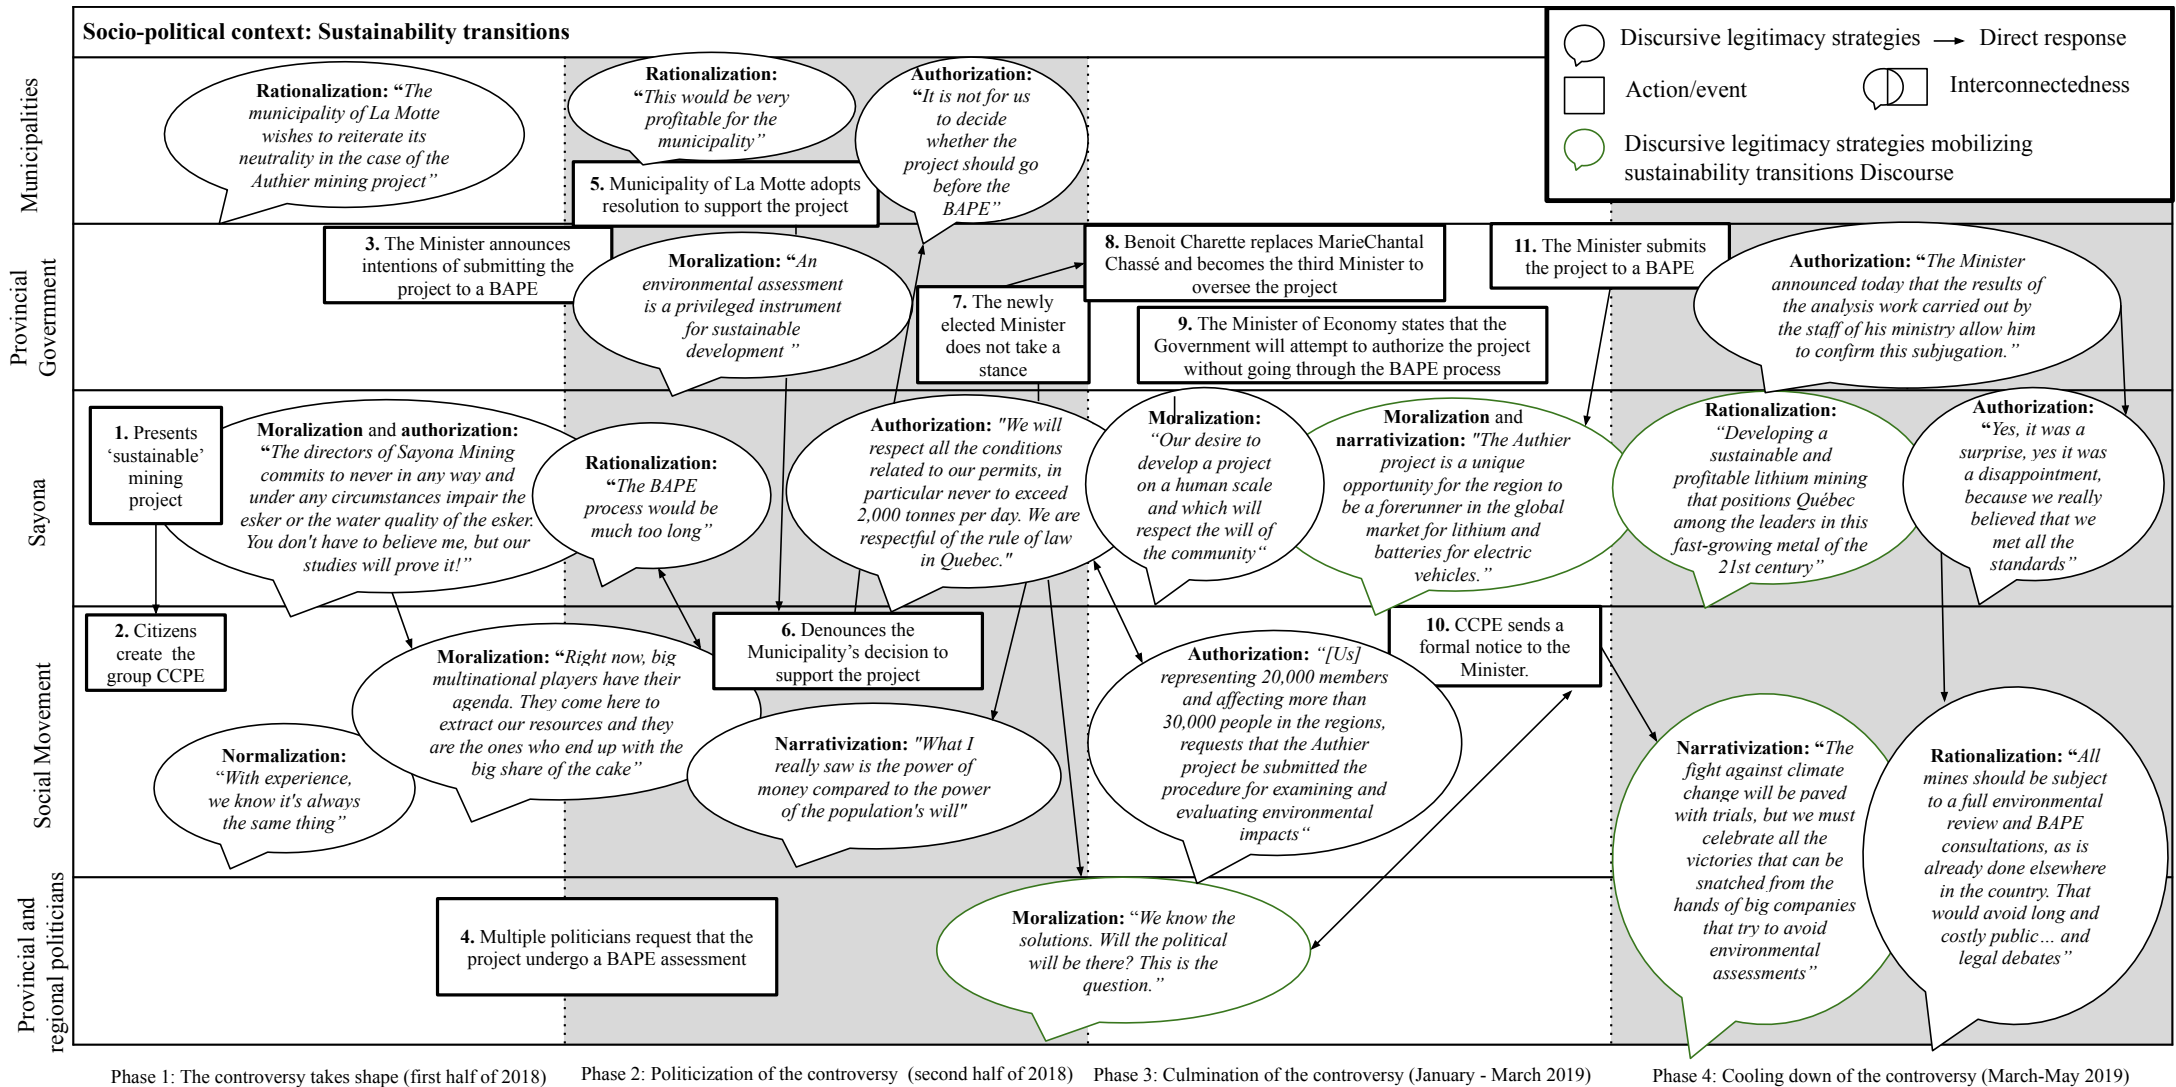 Socio-political context: Sustainability transitions
Discursive legitimacy strategies
Direct response
Action/event
Interconnectedness
Discursive legitimacy strategies mobilizing
sustainability transitions Discourse
Municipalities
Rationalization: “The
municipality of La Motte
wishes to reiterate its
neutrality in the case of the
Authier mining project”
Rationalization:
“This would be very
profitable for the
municipality”
Authorization:
“It is not for us
to decide
whether the
project should go
before the
BAPE”
5. Municipality of La Motte adopts
resolution to support the project
Provincial
Government
3. The Minister announces
intentions of submitting the
project to a BAPE
Moralization: “An
environmental assessment
is a privileged instrument
for sustainable
development ”
7. The newly
elected Minister
does not take a
stance
8. Benoit Charette replaces MarieChantal
Chassé and becomes the third Minister to
oversee the project
9. The Minister of Economy states that the
Government will attempt to authorize the project
without going through the BAPE process
11. The Minister submits
the project to a BAPE
Authorization: “The Minister
announced today that the results of
the analysis work carried out by
the staff of his ministry allow him
to confirm this subjugation.”
Sayona
1. Presents
‘sustainable’
mining
project
Moralization and authorization:
“The directors of Sayona Mining
commits to never in any way and
under any circumstances impair the
esker or the water quality of the esker.
You don't have to believe me, but our
studies will prove it!”
Rationalization:
“The BAPE
process would be
much too long”
Authorization: "We will
respect all the conditions
related to our permits, in
particular never to exceed
2,000 tonnes per day. We are
respectful of the rule of law
in Quebec."
Moralization:
“Our desire to
develop a project
on a human scale
and which will
respect the will of
the community“
Moralization and
narrativization: "The Authier
project is a unique
opportunity for the region to
be a forerunner in the global
market for lithium and
batteries for electric
vehicles.”
Rationalization:
“Developing a
sustainable and
profitable lithium mining
that positions Québec
among the leaders in this
fast-growing metal of the
21st century”
Authorization:
“Yes, it was a
surprise, yes it was
a disappointment,
because we really
believed that we
met all the
standards”
Social Movement
2. Citizens
create the
group CCPE
Normalization:
“With experience,
we know it's always
the same thing”
Moralization: “Right now, big
multinational players have their
agenda. They come here to
extract our resources and they
are the ones who end up with the
big share of the cake”
6. Denounces the
Municipality’s decision to
support the project
Narrativization: "What I
really saw is the power of
money compared to the power
of the population's will"
Authorization: “[Us]
representing 20,000 members
and affecting more than
30,000 people in the regions,
requests that the Authier
project be submitted the
procedure for examining and
evaluating environmental
impacts“
10. CCPE sends a
formal notice to the
Minister.
Narrativization: “The
fight against climate
change will be paved
with trials, but we must
celebrate all the
victories that can be
snatched from the
hands of big companies
that try to avoid
environmental
assessments”
Rationalization: “All
mines should be subject
to a full environmental
review and BAPE
consultations, as is
already done elsewhere
in the country. That
would avoid long and
costly public… and
legal debates”
Provincial and
regional politicians
4. Multiple politicians request that the
project undergo a BAPE assessment
Moralization: “We know the
solutions. Will the political
will be there? This is the
question.”
Phase 1: The controversy takes shape (first half of 2018)
Phase 2: Politicization of the controversy (second half of 2018)
Phase 3: Culmination of the controversy (January - March 2019)
Phase 4: Cooling down of the controversy (March-May 2019)